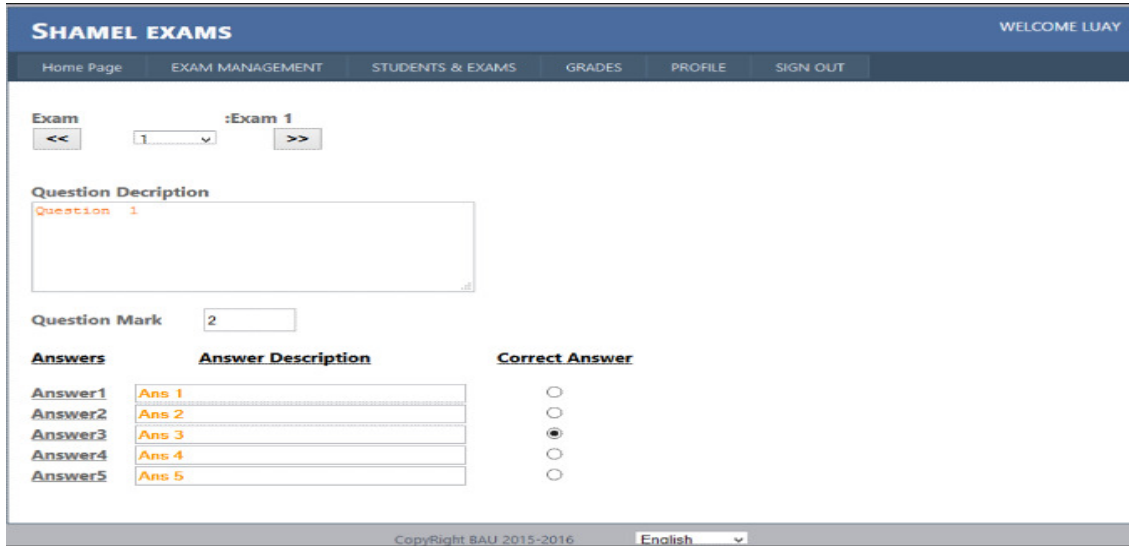 SHAMEL EXAMS WELCOME LUAY
Home Page EXAM MANAGEMENT STUDENTS & EXAMS GRADES PROFILE SIGN OUT
Exam :Exam 1
<< 1 >>
Question Decription
Question 1
Question Mark 2
Answers Answer Description Correct Answer
Answer1 Ans 1
Answer2 Ans 2
Answer3 Ans 3
Answer4 Ans 4
Answer5 Ans 5
CopyRight BAU 2015-2016 English